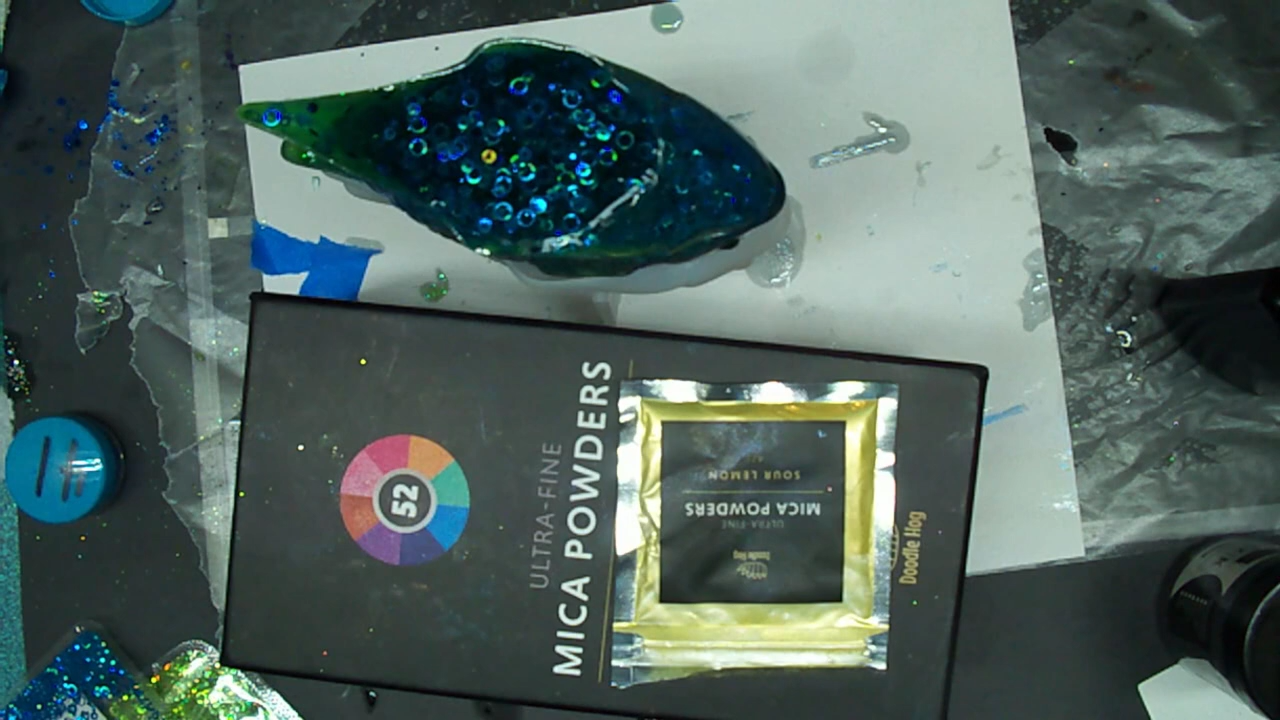 52
ULTRA-FINE
MICA POWDERS
Doodle Hog
Doodle Hog
ULTRA-FINE
MICA POWDERS
SOUR LEMON